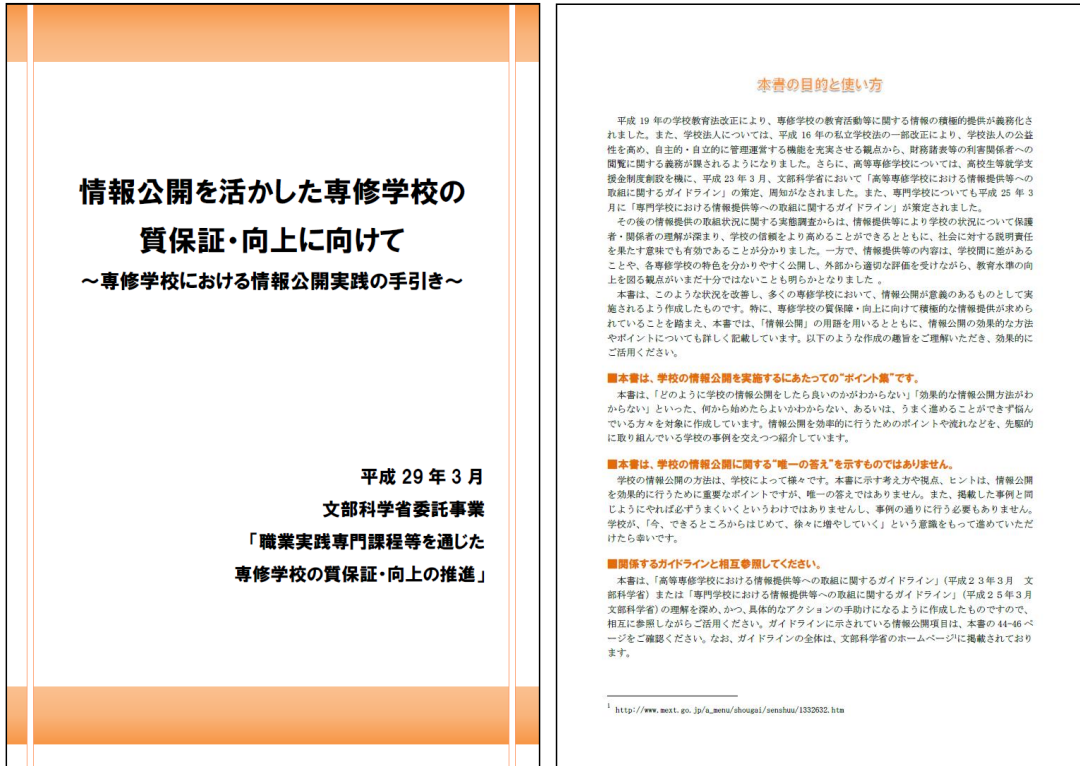 情報公開を活かした専修学校の
質保証・向上に向けて
～専修学校における情報公開実践の手引き～
平成 29 年 3 月
文部科学省委託事業
「職業実践専門課程等を通じた
専修学校の質保証・向上の推進」
本書の目的と使い方
平成 19 年の学校教育法改正により、専修学校の教育活動等に関する情報の積極的提供が義務化さ
れました。また、学校法人については、平成 16 年の私立学校法の一部改正により、学校法人の公益
性を高め、自主的・自立的に管理運営する機能を充実させる観点から、財務諸表等の利害関係者への
閲覧に関する義務が課されるようになりました。さらに、高等専修学校については、高校生等就学支
援金制度創設を機に、平成 23 年 3 月、文部科学省において「高等専修学校における情報提供等への
取組に関するガイドライン」の策定、周知がなされました。また、専門学校についても平成 25 年 3
月に「専門学校における情報提供等への取組に関するガイドライン」が策定されました。
その後の情報提供の取組状況に関する実態調査からは、情報提供等により学校の状況について保護
者・関係者の理解が深まり、学校の信頼をより高めることができるとともに、社会に対する説明責任
を果たす意味でも有効であることが分かりました。一方で、情報提供等の内容は、学校間に差がある
ことや、各専修学校の特色を分かりやすく公開し、外部から適切な評価を受けながら、教育水準の向
上を図る観点がいまだ十分ではないことも明らかとなりました 。
本書は、このような状況を改善し、多くの専修学校において、情報公開が意義のあるものとして実
施されるよう作成したものです。特に、専修学校の質保障・向上に向けて積極的な情報提供が求めら
れていることを踏まえ、本書では、「情報公開」の用語を用いるとともに、情報公開の効果的な方法
やポイントについても詳しく記載しています。以下のような作成の趣旨をご理解いただき、効果的に
ご活用ください。
■本書は、学校の情報公開を実施するにあたっての“ポイント集”です。
本書は、「どのように学校の情報公開をしたら良いのかがわからない」「効果的な情報公開方法がわ
からない」といった、何から始めたらよいかわからない、あるいは、うまく進めることができず悩ん
でいる方々を対象に作成しています。情報公開を効率的に行うためのポイントや流れなどを、先駆的
に取り組んでいる学校の事例を交えつつ紹介しています。
■本書は、学校の情報公開に関する“唯一の答え”を示すものではありません。
学校の情報公開の方法は、学校によって様々です。本書に示す考え方や視点、ヒントは、情報公開
を効果的に行うために重要なポイントですが、唯一の答えではありません。また、掲載した事例と同
じようにやれば必ずうまくいくというわけではありませんし、事例の通りに行う必要もありません。
学校が、「今、できるところからはじめて、徐々に増やしていく」という意識をもって進めていただ
けたら幸いです。
■関係するガイドラインと相互参照してください。
本書は、「高等専修学校における情報提供等への取組に関するガイドライン」（平成２３年３月 文
部科学省）または「専門学校における情報提供等への取組に関するガイドライン」（平成２５年３月
文部科学省）の理解を深め、かつ、具体的なアクションの手助けになるように作成したものですので、
相互に参照しながらご活用ください。ガイドラインに示されている情報公開項目は、本書の 44-46 ペ
ージをご確認ください。なお、ガイドラインの全体は、文部科学省のホームページ1に掲載されており
ます。
1 http://www.mext.go.jp/a_menu/shougai/senshuu/1332632.htm